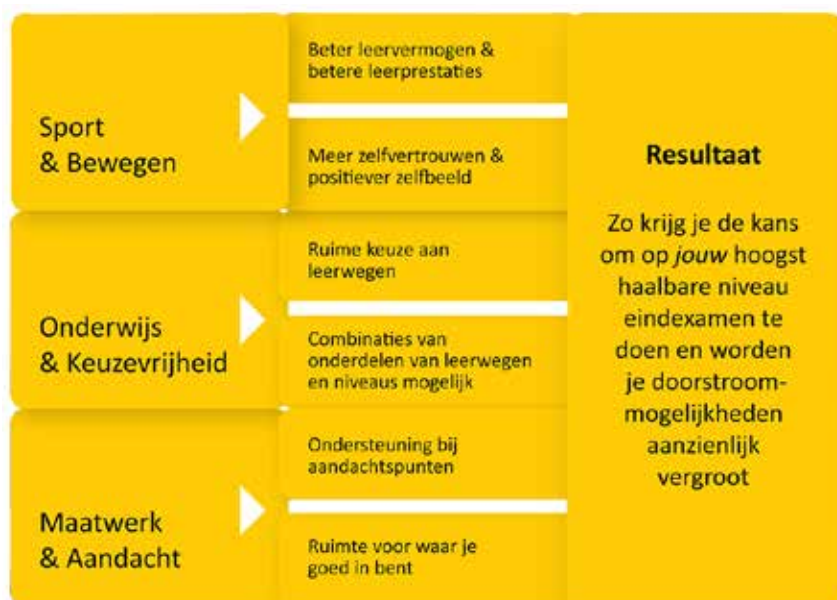 Sport
& Bewegen
Beter leervermogen &
betere leerprestaties
Meer zelfvertrouwen &
positiever zelfbeeld
Onderwijs
& Keuzevrijheid
Ruime keuze aan
leerwegen
Combinaties van
onderdelen van leerwegen
en niveaus mogelijk
Maatwerk
& Aandacht
Ondersteuning bij
aandachtspunten
Ruimte voor waar je
goed in bent
Resultaat
Zo krijg je de kans
om op jouw hoogst
haalbare niveau
eindexamen te
doen en worden
je doorstroom-
mogelijkheden
aanzienlijk
vergroot